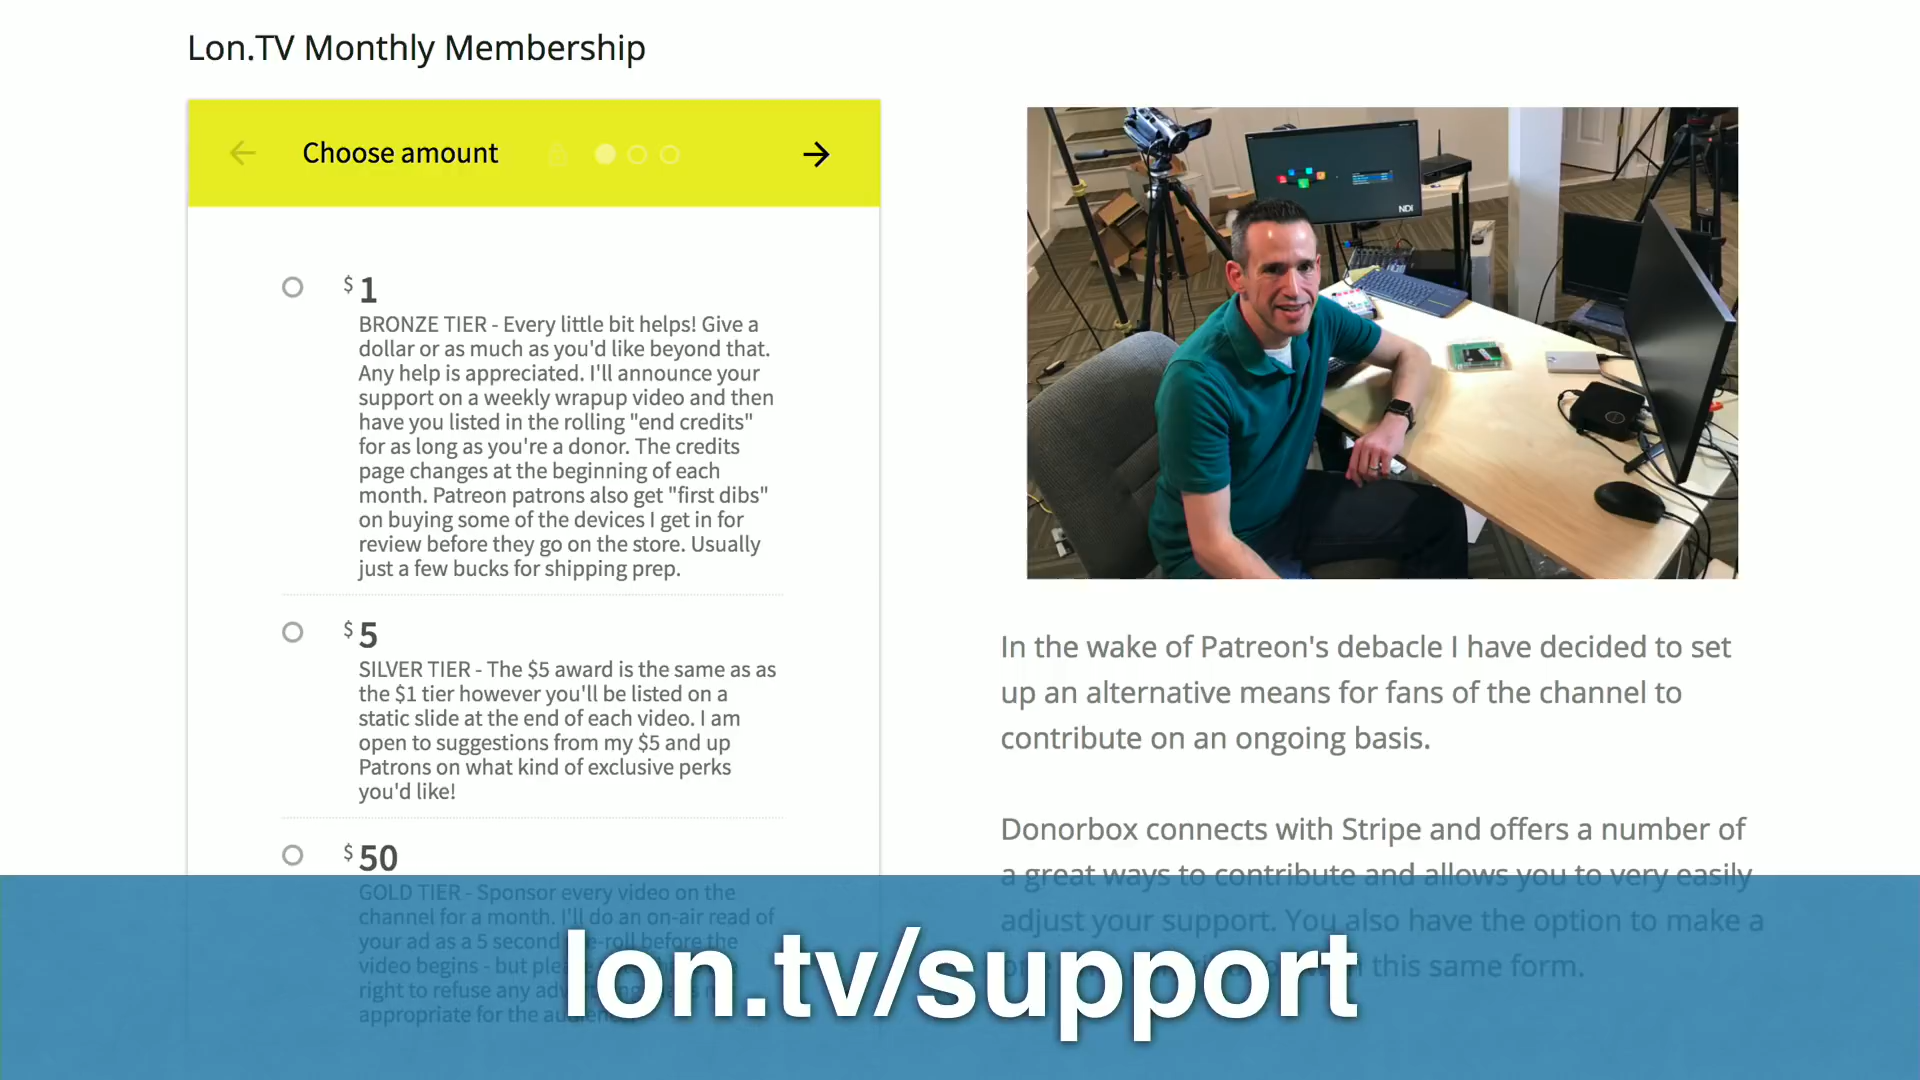 Lon.TV Monthly Membership
Choose amount
$ 1
BRONZE TIER - Every little bit helps! Give a
dollar or as much as you'd like beyond that.
Any help is appreciated. I'll announce your
support on a weekly wrapup video and then
have you listed in the rolling "end credits"
for as long as you're a donor. The credits
page changes at the beginning of each
month. Patreon patrons also get "first dibs"
on buying some of the devices I get in for
review before they go on the store. Usually
just a few bucks for shipping prep.
$ 5
SILVER TIER - The $5 award is the same as as
the $1 tier however you'll be listed on a
static slide at the end of each video. I am
open to suggestions from my $5 and up
Patrons on what kind of exclusive perks
you'd like!
$ 50
GOLD TIER - Sponsor every video on the
channel for a month. I'll do an on-air read of
your ad as a 5 second before the
video begins - but
right to refuse any
appropriate for the
NDI
In the wake of Patreon's debacle I have decided to set
up an alternative means for fans of the channel to
contribute on an ongoing basis.
Donorbox connects with Stripe and offers a number of
a great ways to contribute and allows you to very easily
adjust your support. You also have the option to make a
this same form.
lon.tv/support